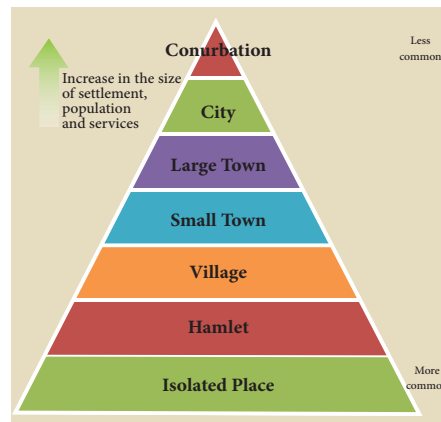 Conurbation
Less
common
Increase in the size
of settlement,
population
and services
City
Large Town
Small Town
Village
Hamlet
Isolated Place
More
commo